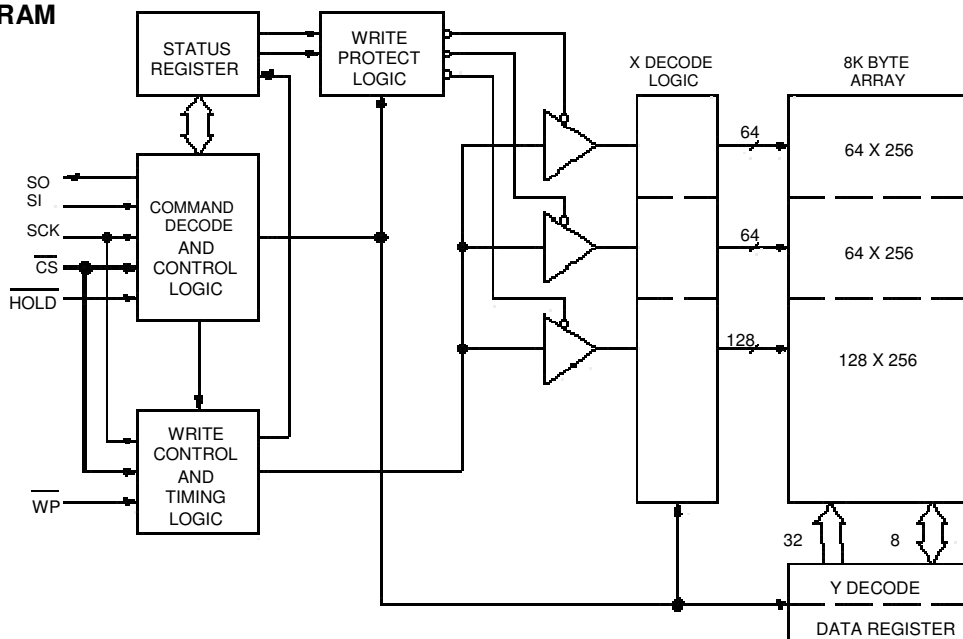 RAM
STATUS
REGISTER
WRITE
PROTECT
LOGIC
X DECODE
LOGIC
8K BYTE
ARRAY
SO
SI
SCK
CS
HOLD
COMMAND
DECODE
AND
CONTROL
LOGIC
64
64 X 256
64
64 X 256
128
128 X 256
WRITE
CONTROL
AND
TIMING
LOGIC
WP
32
8
Y DECODE
DATA REGISTER